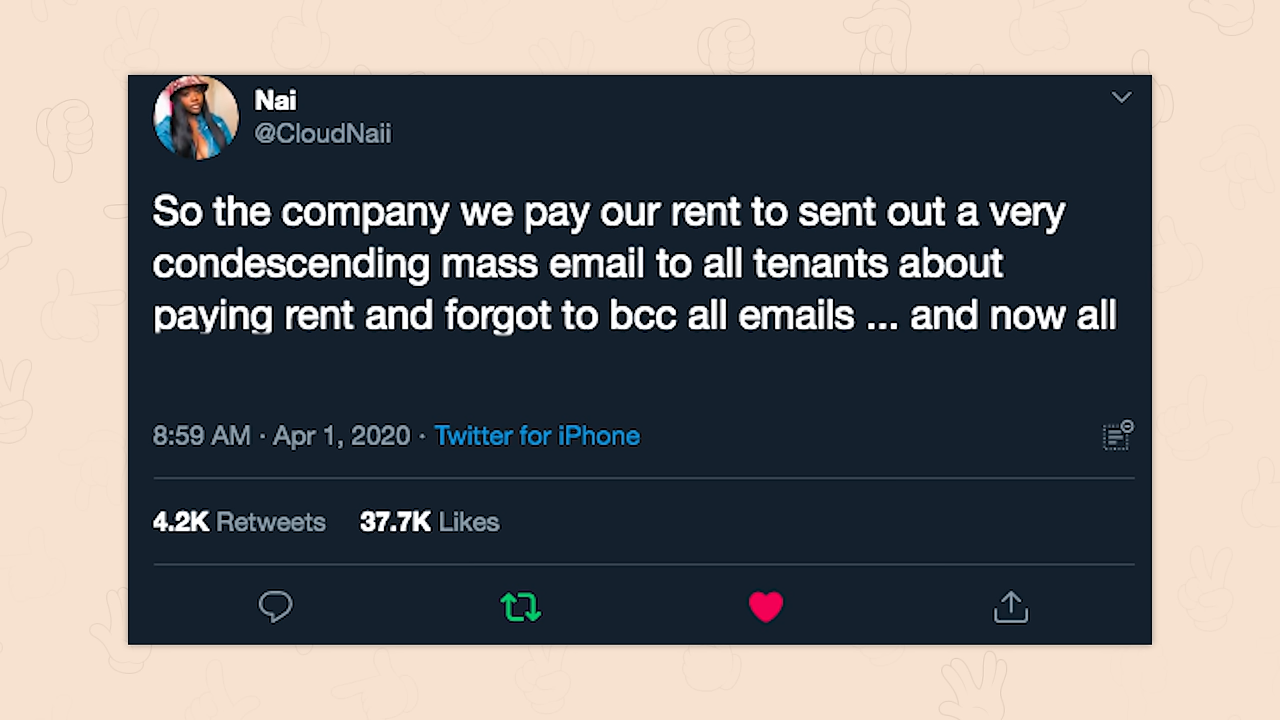 Nai
@CloudNaii
So the company we pay our rent to sent out a very
condescending mass email to all tenants about
paying rent and forgot to bcc all emails ... and now all
8:59 AM · Apr 1, 2020 · Twitter for iPhone
4.2K Retweets 37.7K Likes